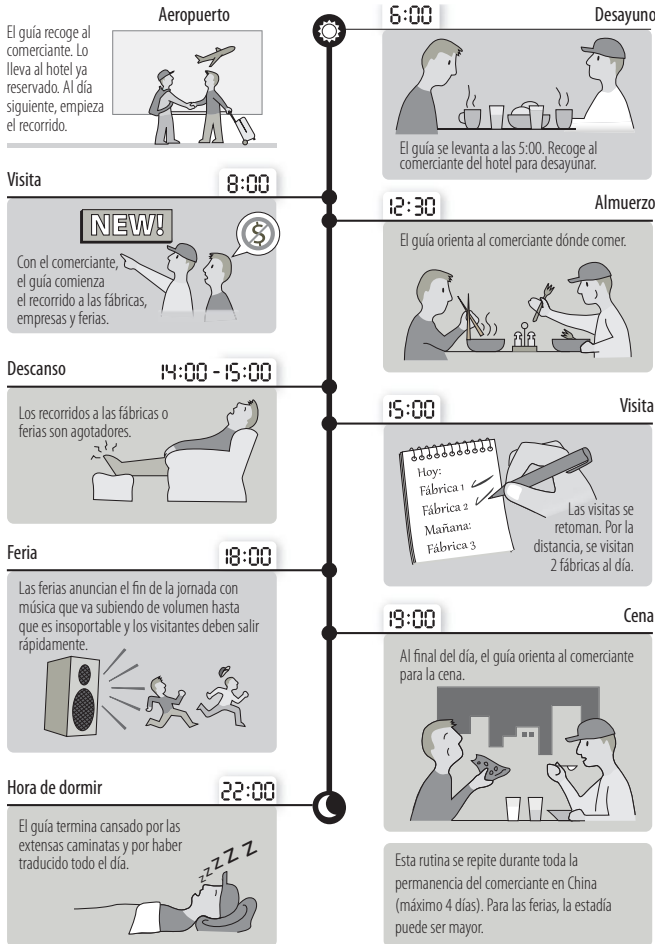 Aeropuerto
El guía recoge al
comerciante. Lo
lleva al hotel ya
reservado. Al día
siguiente, empieza
el recorrido.
6:00
Desayuno
El guía se levanta a las 5:00. Recoge al
comerciante del hotel para desayunar.
Visita
8:00
NEW!
$
Con el comerciante,
el guía comienza
el recorrido a las fábricas,
empresas y ferias.
12:30
Almuerzo
El guía orienta al comerciante dónde comer.
Descanso
14:00 - 15:00
Los recorridos a las fábricas o
ferias son agotadores.
15:00
Visita
Hoy:
Fábrica 1
Fábrica 2
Mañana:
Fábrica 3
Las visitas se
retoman. Por la
distancia, se visitan
2 fábricas al día.
Feria
18:00
Las ferias anuncian el fin de la jornada con
música que va subiendo de volumen hasta
que es insoportable y los visitantes deben salir
rápidamente.
19:00
Cena
Al final del día, el guía orienta al comerciante
para la cena.
Hora de dormir
22:00
El guía termina cansado por las
extensas caminatas y por haber
traducido todo el día.
zzZZZ
Esta rutina se repite durante toda la
permanencia del comerciante en China
(máximo 4 días). Para las ferias, la estadía
puede ser mayor.